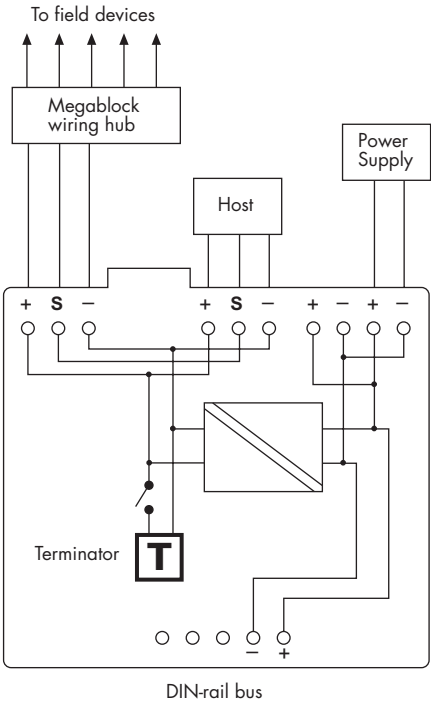 To field devices
Megablock
wiring hub
Power
Supply
Host
+ S – + S – + – + –
Terminator
T
– +
DIN-rail bus